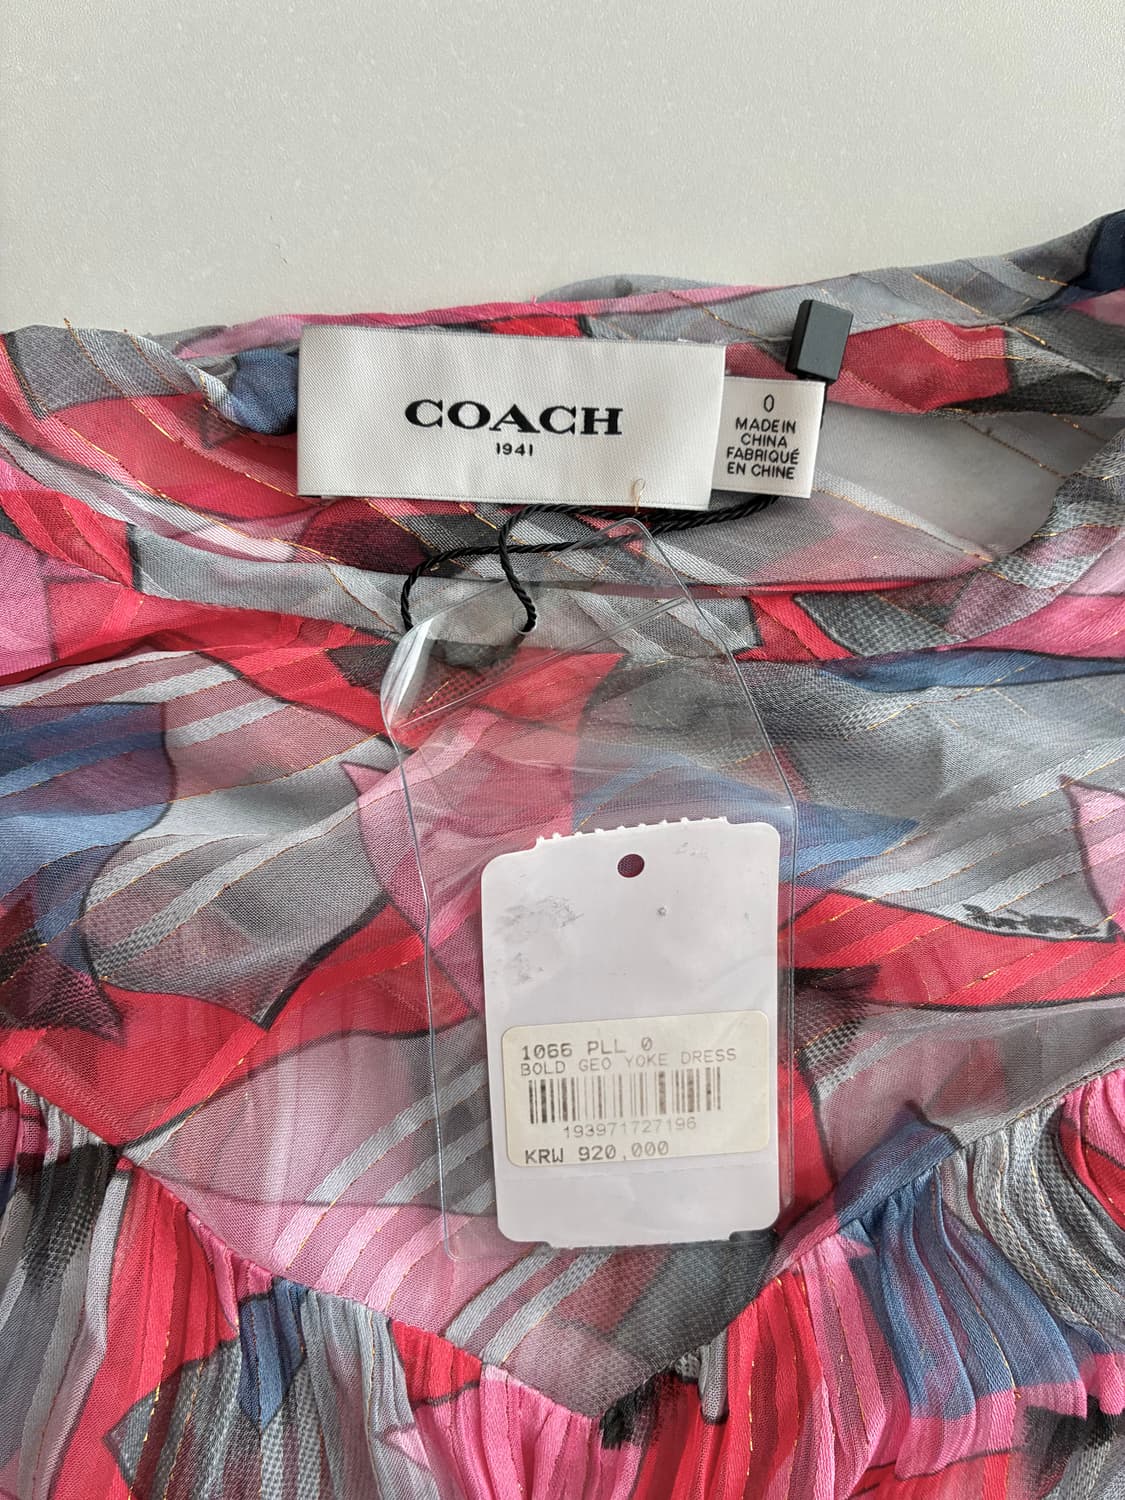 COACH
1941
0
MADE IN
CHINA
FABRIQUÉ
EN CHINE
1066 PLL 0
BOLD GEO YOKE DRESS
193971727196
KRW 920,000